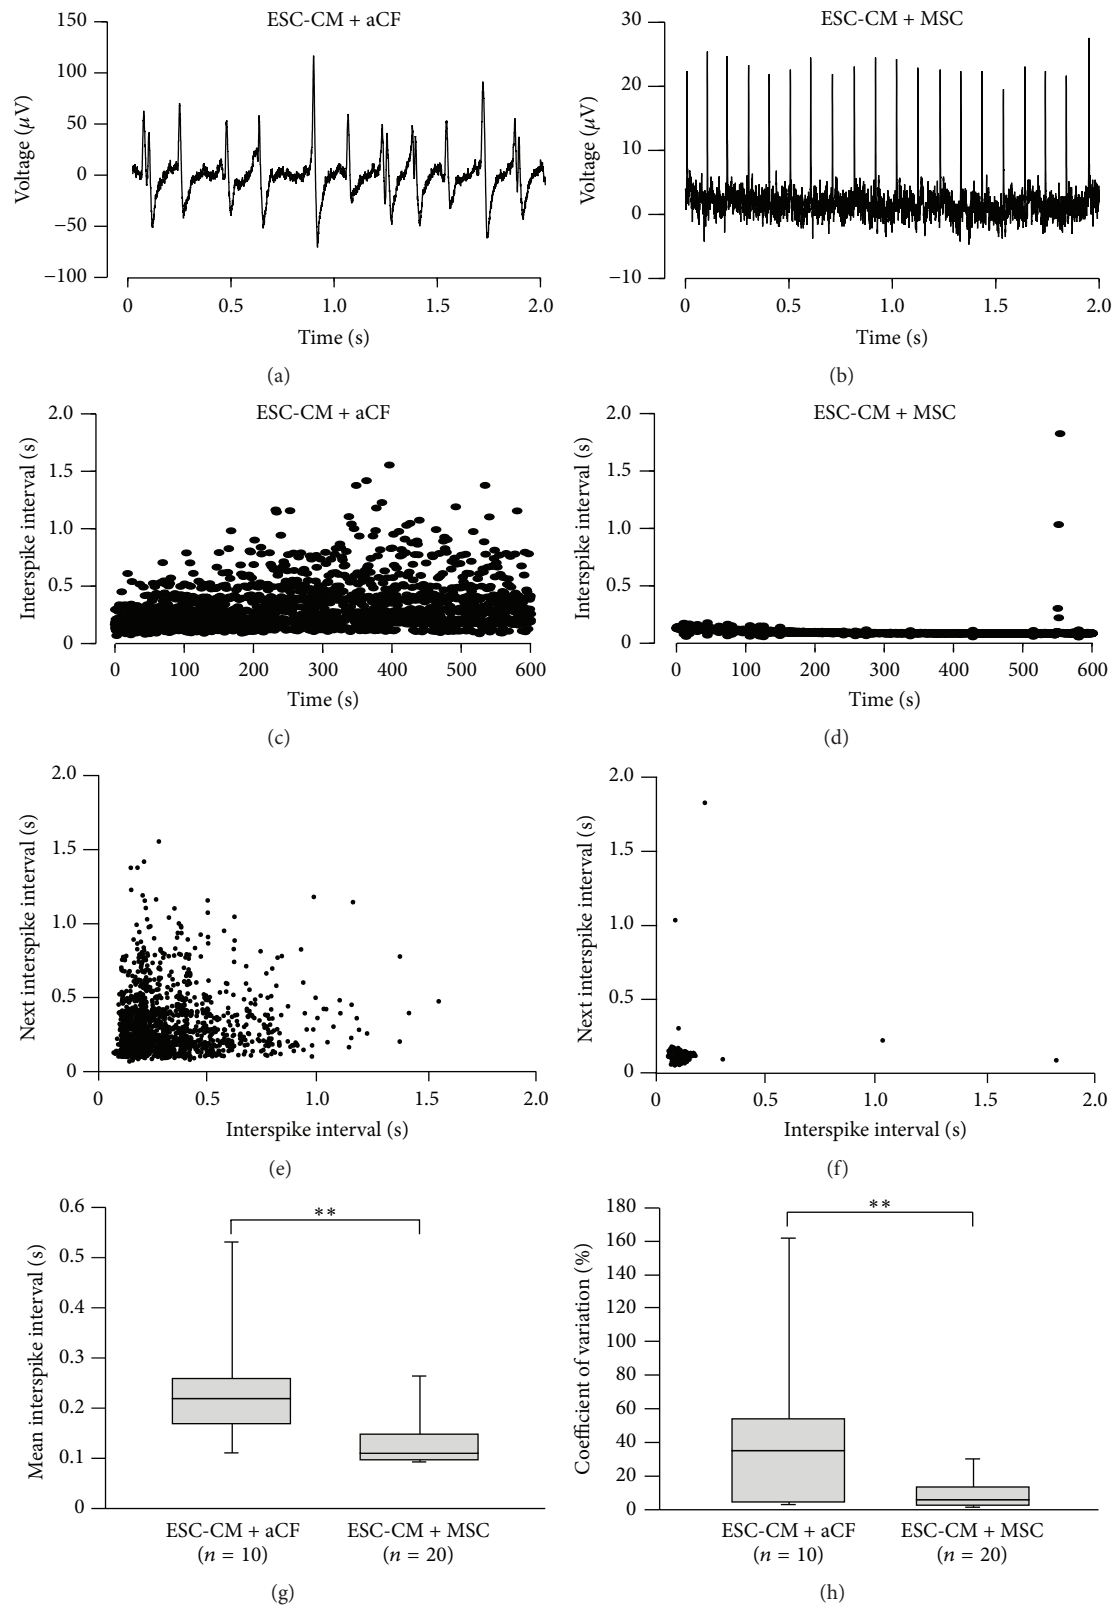 ESC-CM + aCF
150
100
50
0
−50
−100
Voltage (µV)
0 0.5 1.0 1.5 2.0
Time (s)
(a)
ESC-CM + MSC
30
20
10
0
−10
Voltage (µV)
0 0.5 1.0 1.5 2.0
Time (s)
(b)
ESC-CM + aCF
2.0
1.5
1.0
0.5
0
Interspike interval (s)
0 100 200 300 400 500 600
Time (s)
(c)
ESC-CM + MSC
2.0
1.5
1.0
0.5
0
Interspike interval (s)
0 100 200 300 400 500 600
Time (s)
(d)
2.0
1.5
1.0
0.5
0
Next interspike interval (s)
0 0.5 1.0 1.5 2.0
Interspike interval (s)
(e)
2.0
1.5
1.0
0.5
0
Next interspike interval (s)
0 0.5 1.0 1.5 2.0
Interspike interval (s)
(f)
0.6
0.5
0.4
0.3
0.2
0.1
0
Mean interspike interval (s)
**
ESC-CM + aCF ESC-CM + MSC
(n = 10) (n = 20)
(g)
180
160
140
120
100
80
60
40
20
0
Coefficient of variation (%)
**
ESC-CM + aCF ESC-CM + MSC
(n = 10) (n = 20)
(h)